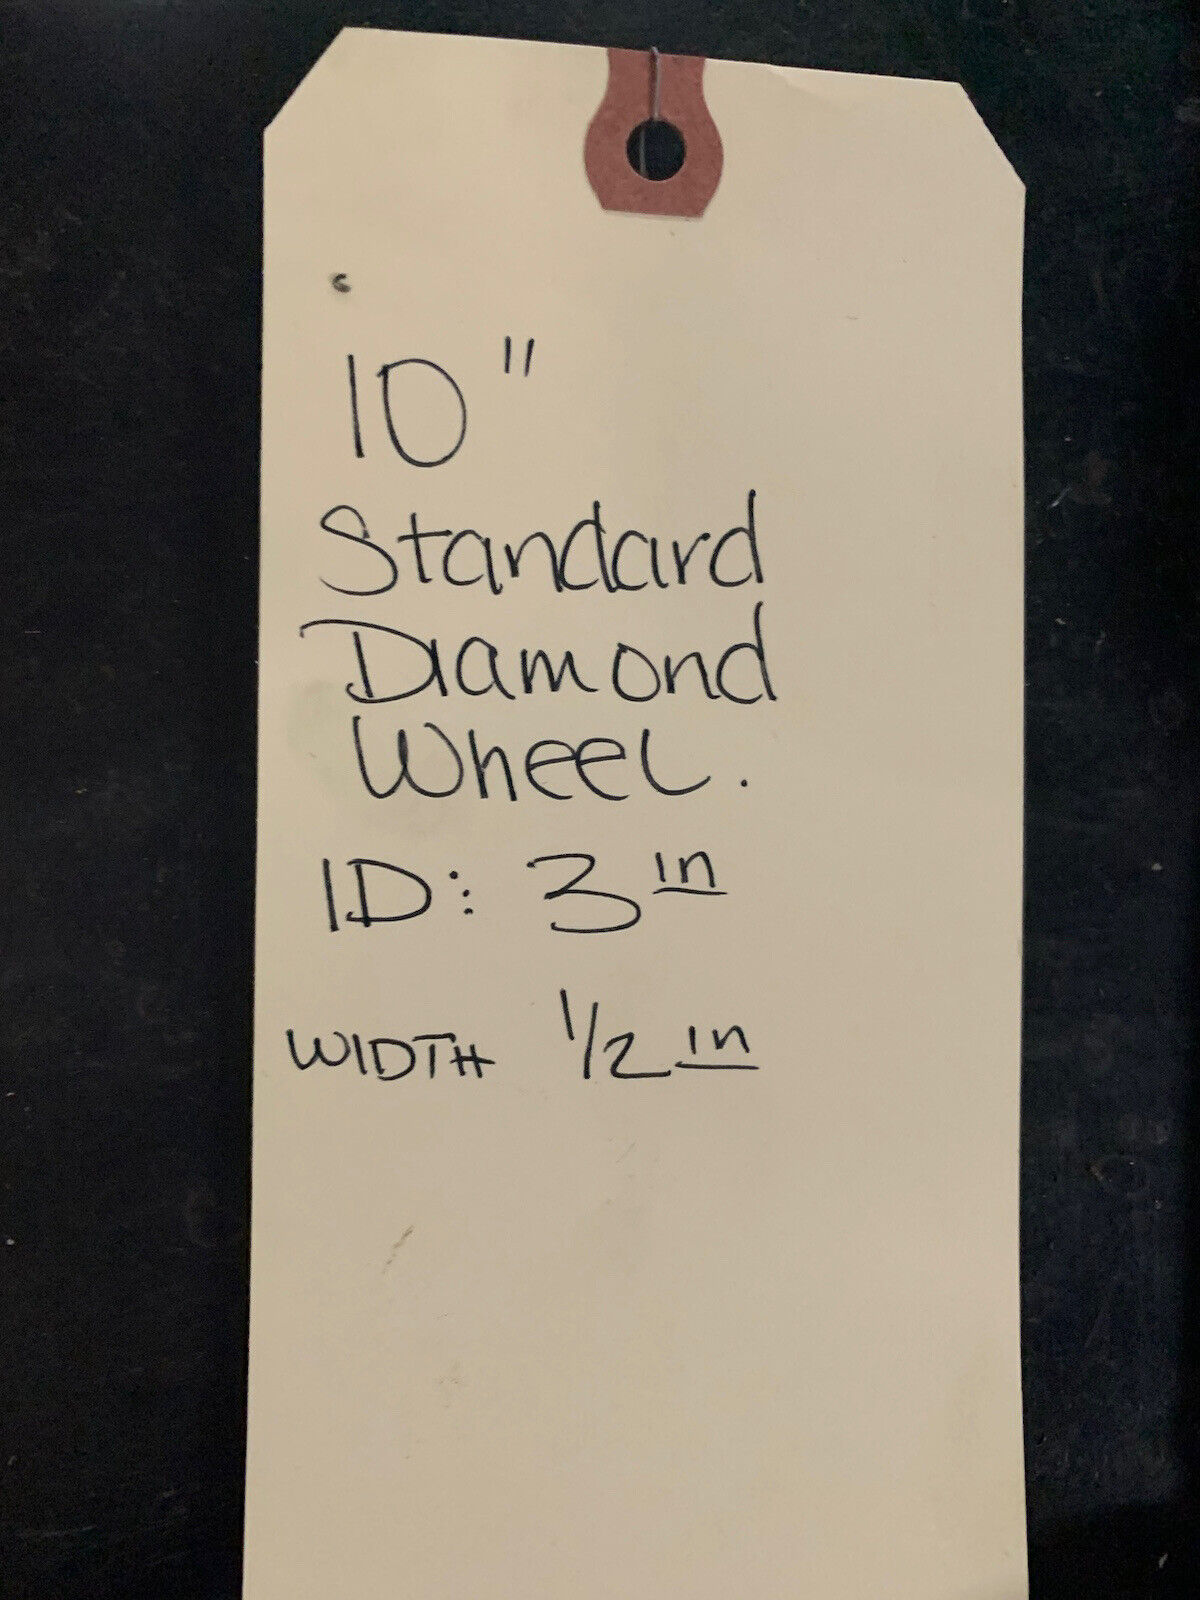 10"
Standard
Diamond
Wheel.
ID: 3 in
WIDTH 1/2 in